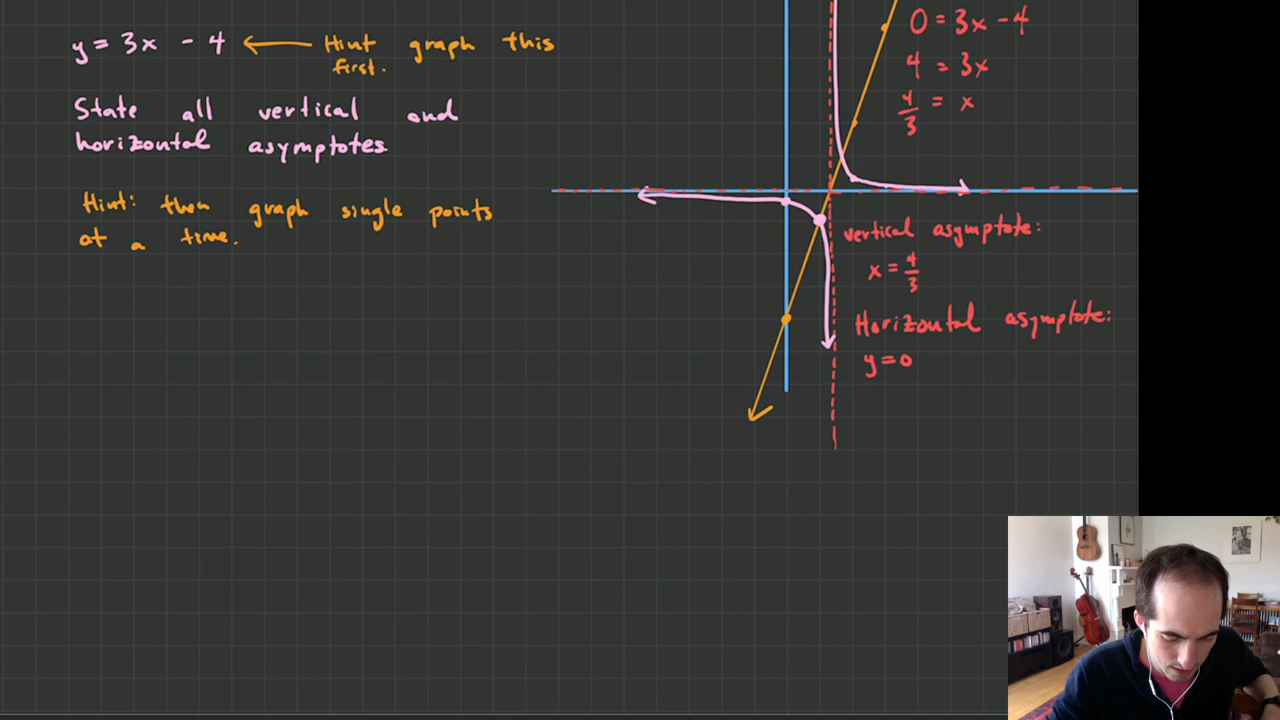 y = 3x - 4 ← Hint graph this
first.
State all vertical and
horizontal asymptotes
Hint: then graph single points
at a time.
0 = 3x - 4
4 = 3x
4/3 = x
vertical asymptote:
x = 4/3
Horizontal asymptote:
y = 0